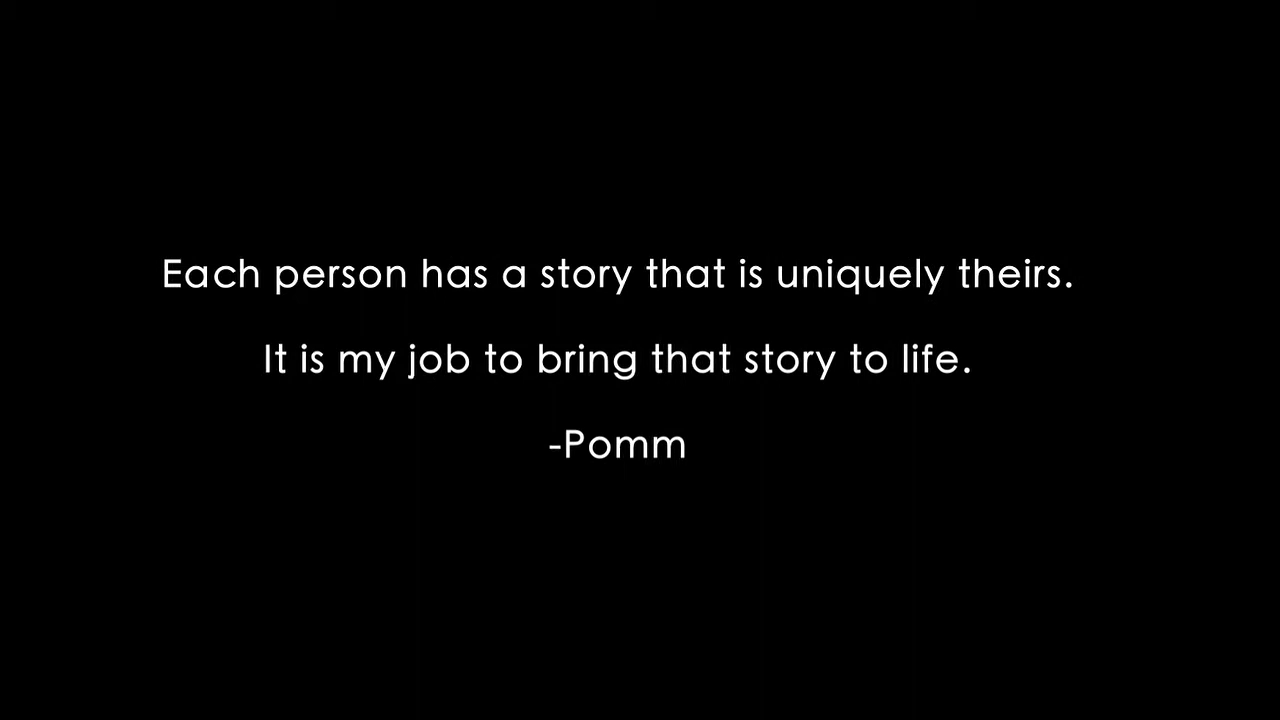 Each person has a story that is uniquely theirs.
It is my job to bring that story to life.
-Pomm